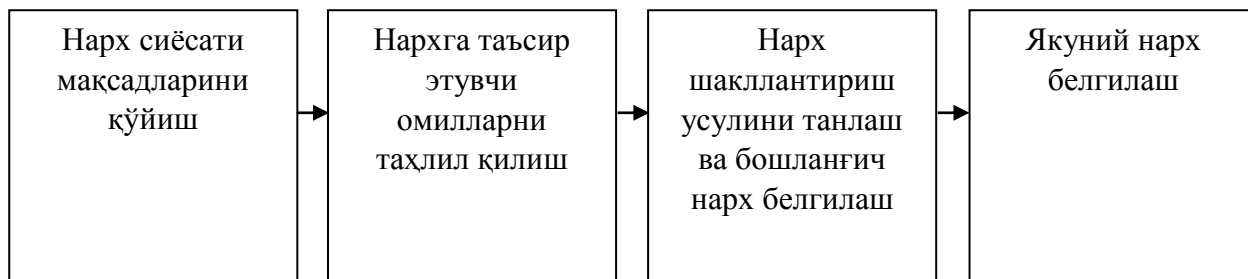 Нарх сиёсати
мақсадларини
қўйиш
Нархга таъсир
этувчи
омилларни
таҳлил қилиш
Нарх
шакллантириш
усулини танлаш
ва бошланғич
нарх белгилаш
Якуний нарх
белгилаш